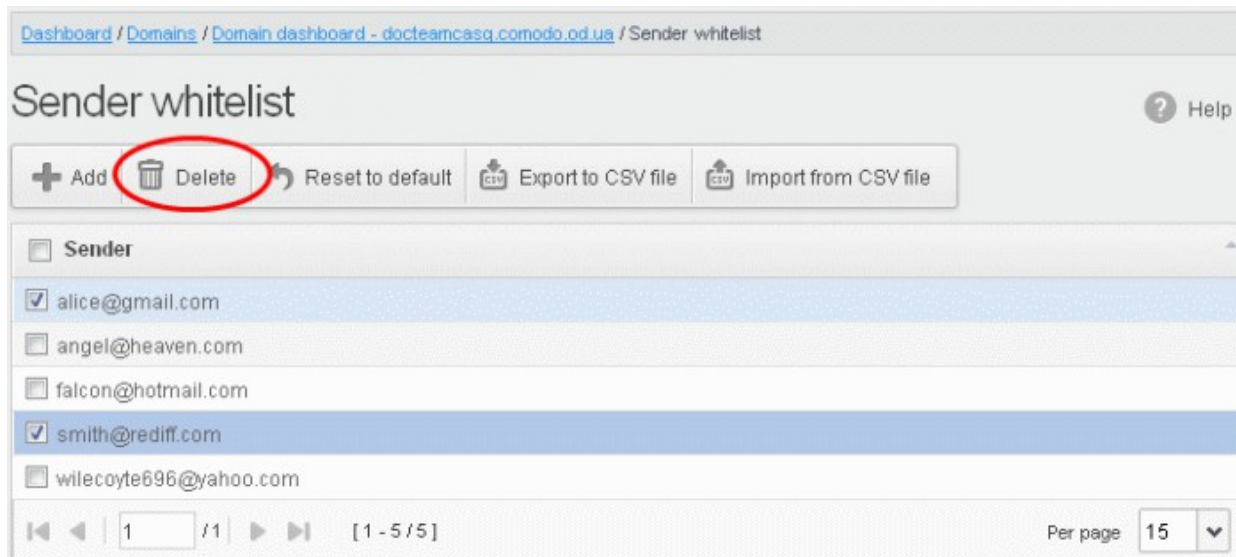 Dashboard / Domains / Domain dashboard - docteamcasq.comodo.od.ua / Sender whitelist
Sender whitelist
Help
Add Delete Reset to default CSV Export to CSV file CSV Import from CSV file
Sender
alice@gmail.com
angel@heaven.com
falcon@hotmail.com
smith@rediff.com
wilecoyte696@yahoo.com
1 /1 [1-5/5] Per page 15